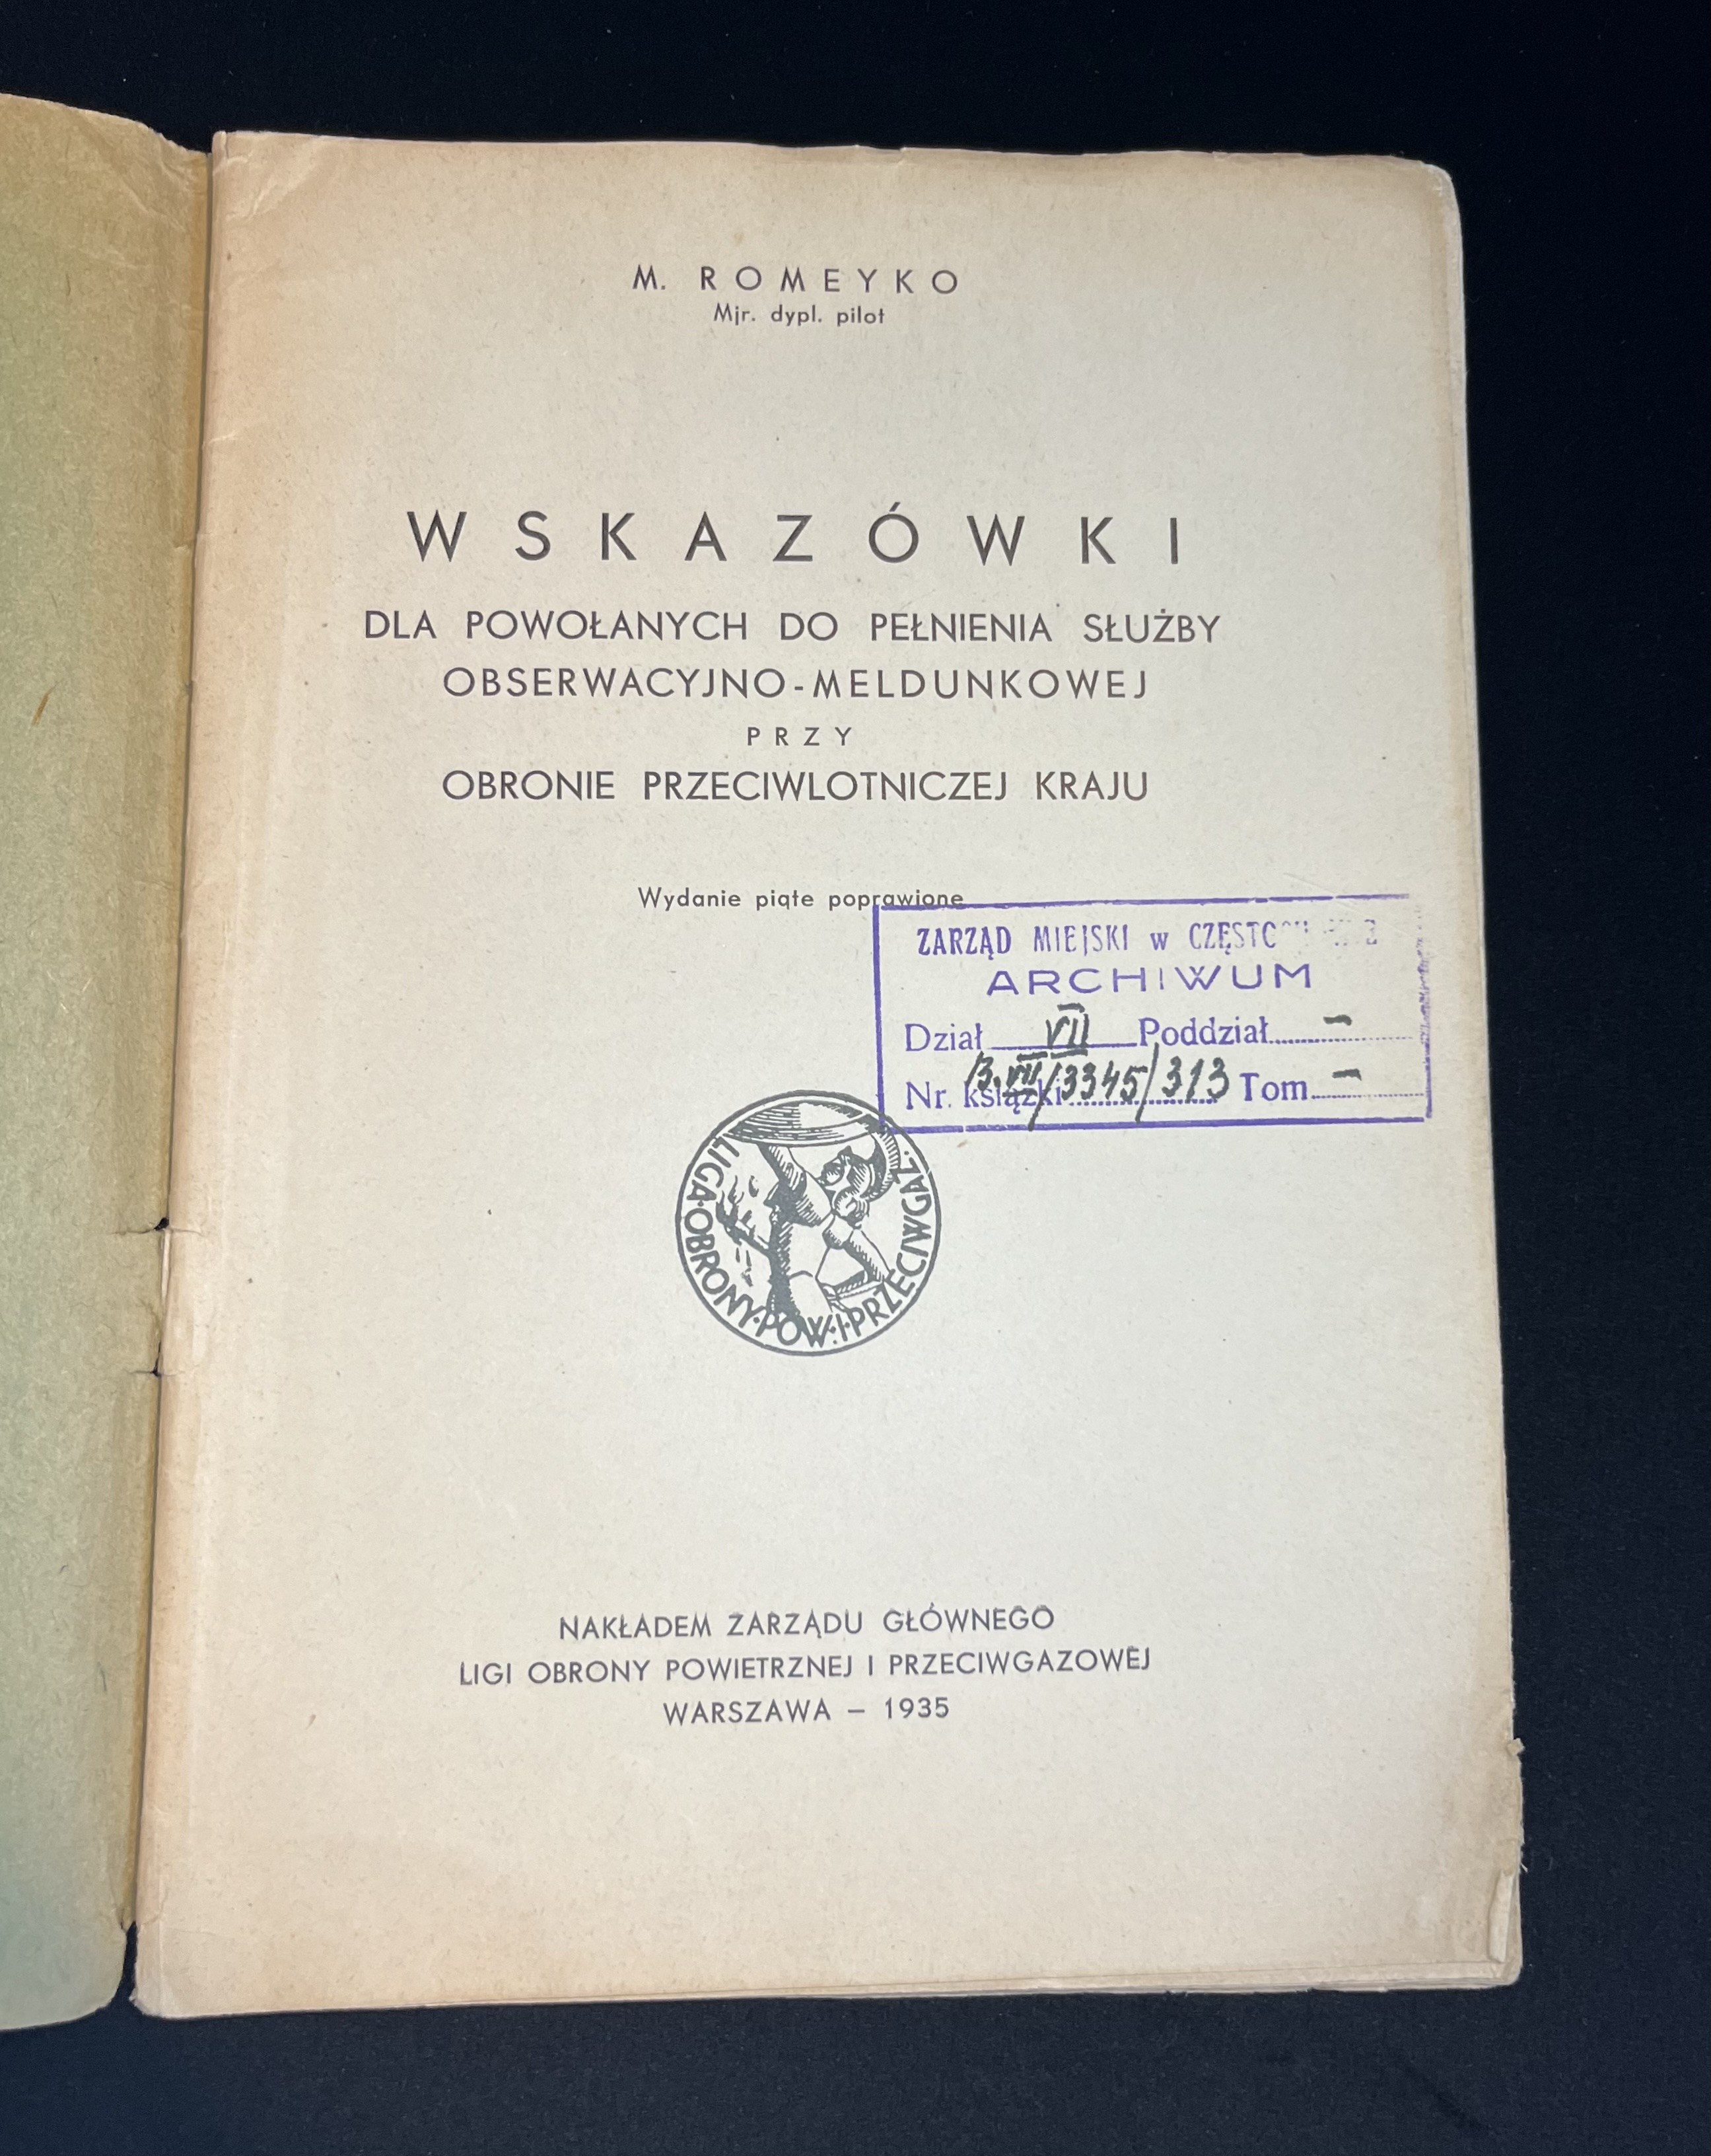 M. ROMEYKO
Mjr. dypl. pilot
WSKAZÓWKI
DLA POWOŁANYCH DO PEŁNIENIA SŁUŻBY
OBSERWACYJNO-MELDUNKOWEJ
PRZY
OBRONIE PRZECIWLOTNICZEJ KRAJU
Wydanie piąte poprawione
ZARZĄD MIEJSKI w
ARCHIWUM
Dział VII Poddział –
Nr. książki 13.VII/3345/313 Tom –
LIGA·OBRONY·POW.·I·PRZECIWGAZ.
NAKŁADEM ZARZĄDU GŁÓWNEGO
LIGI OBRONY POWIETRZNEJ I PRZECIWGAZOWEJ
WARSZAWA – 1935